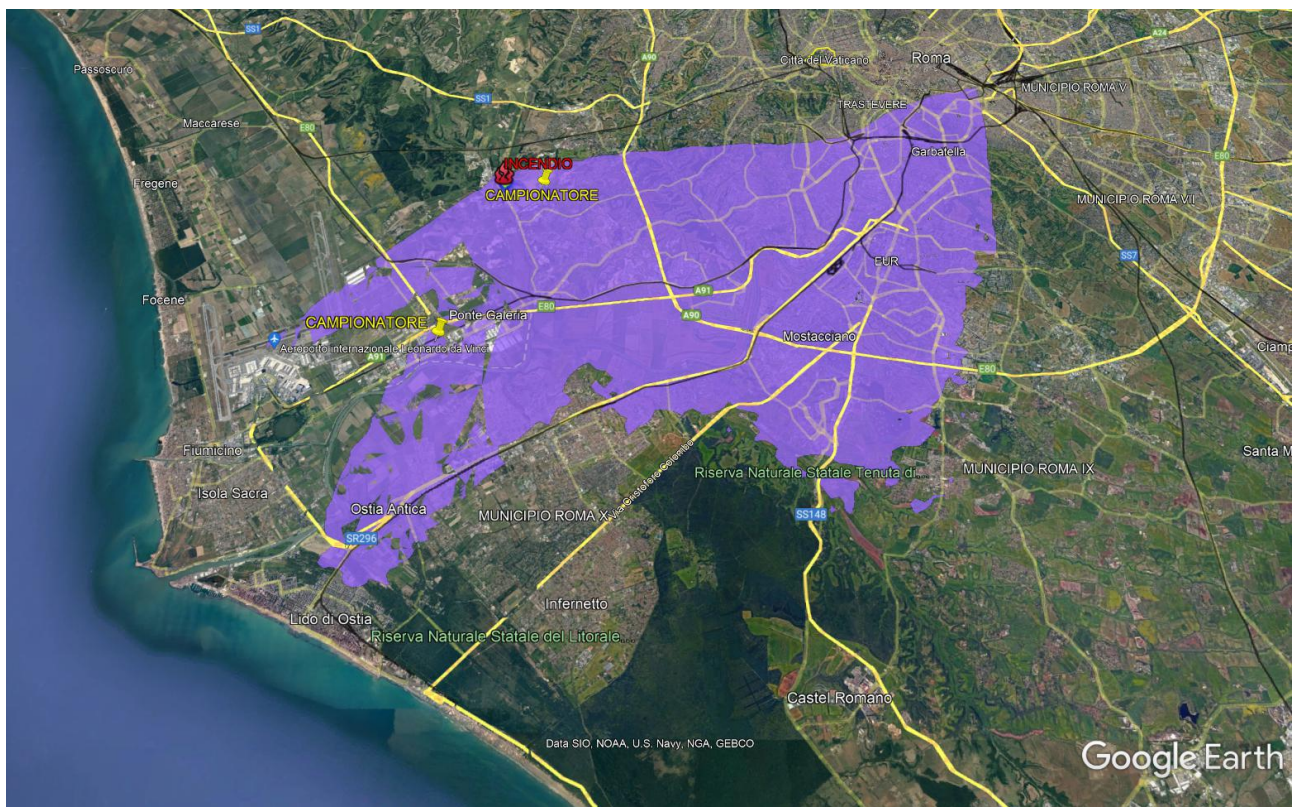 SS1
Passoscuro
A90
Città del Vaticano
Roma
A24
SS1
MUNICIPIO ROMA V
TRASTEVERE
Maccarese
E80
Garbatella
E80
INCENDIO
Fregene
CAMPIONATORE
MUNICIPIO ROMA VII
SS7
EUR
Focene
A91
E80
CAMPIONATORE
Ponte Galeria
A90
Mostacciano
Aeroporto internazionale Leonardo da Vinci
A91
Ciamp
E80
Fiumicino
Santa M
Riserva Naturale Statale Tenuta di...
MUNICIPIO ROMA IX
Isola Sacra
Ostia Antica
MUNICIPIO ROMA X
Via Cristoforo Colombo
SS148
SR296
Infernetto
Lido di Ostia
Riserva Naturale Statale del Litorale...
Castel Romano
Data SIO, NOAA, U.S. Navy, NGA, GEBCO
Google Earth